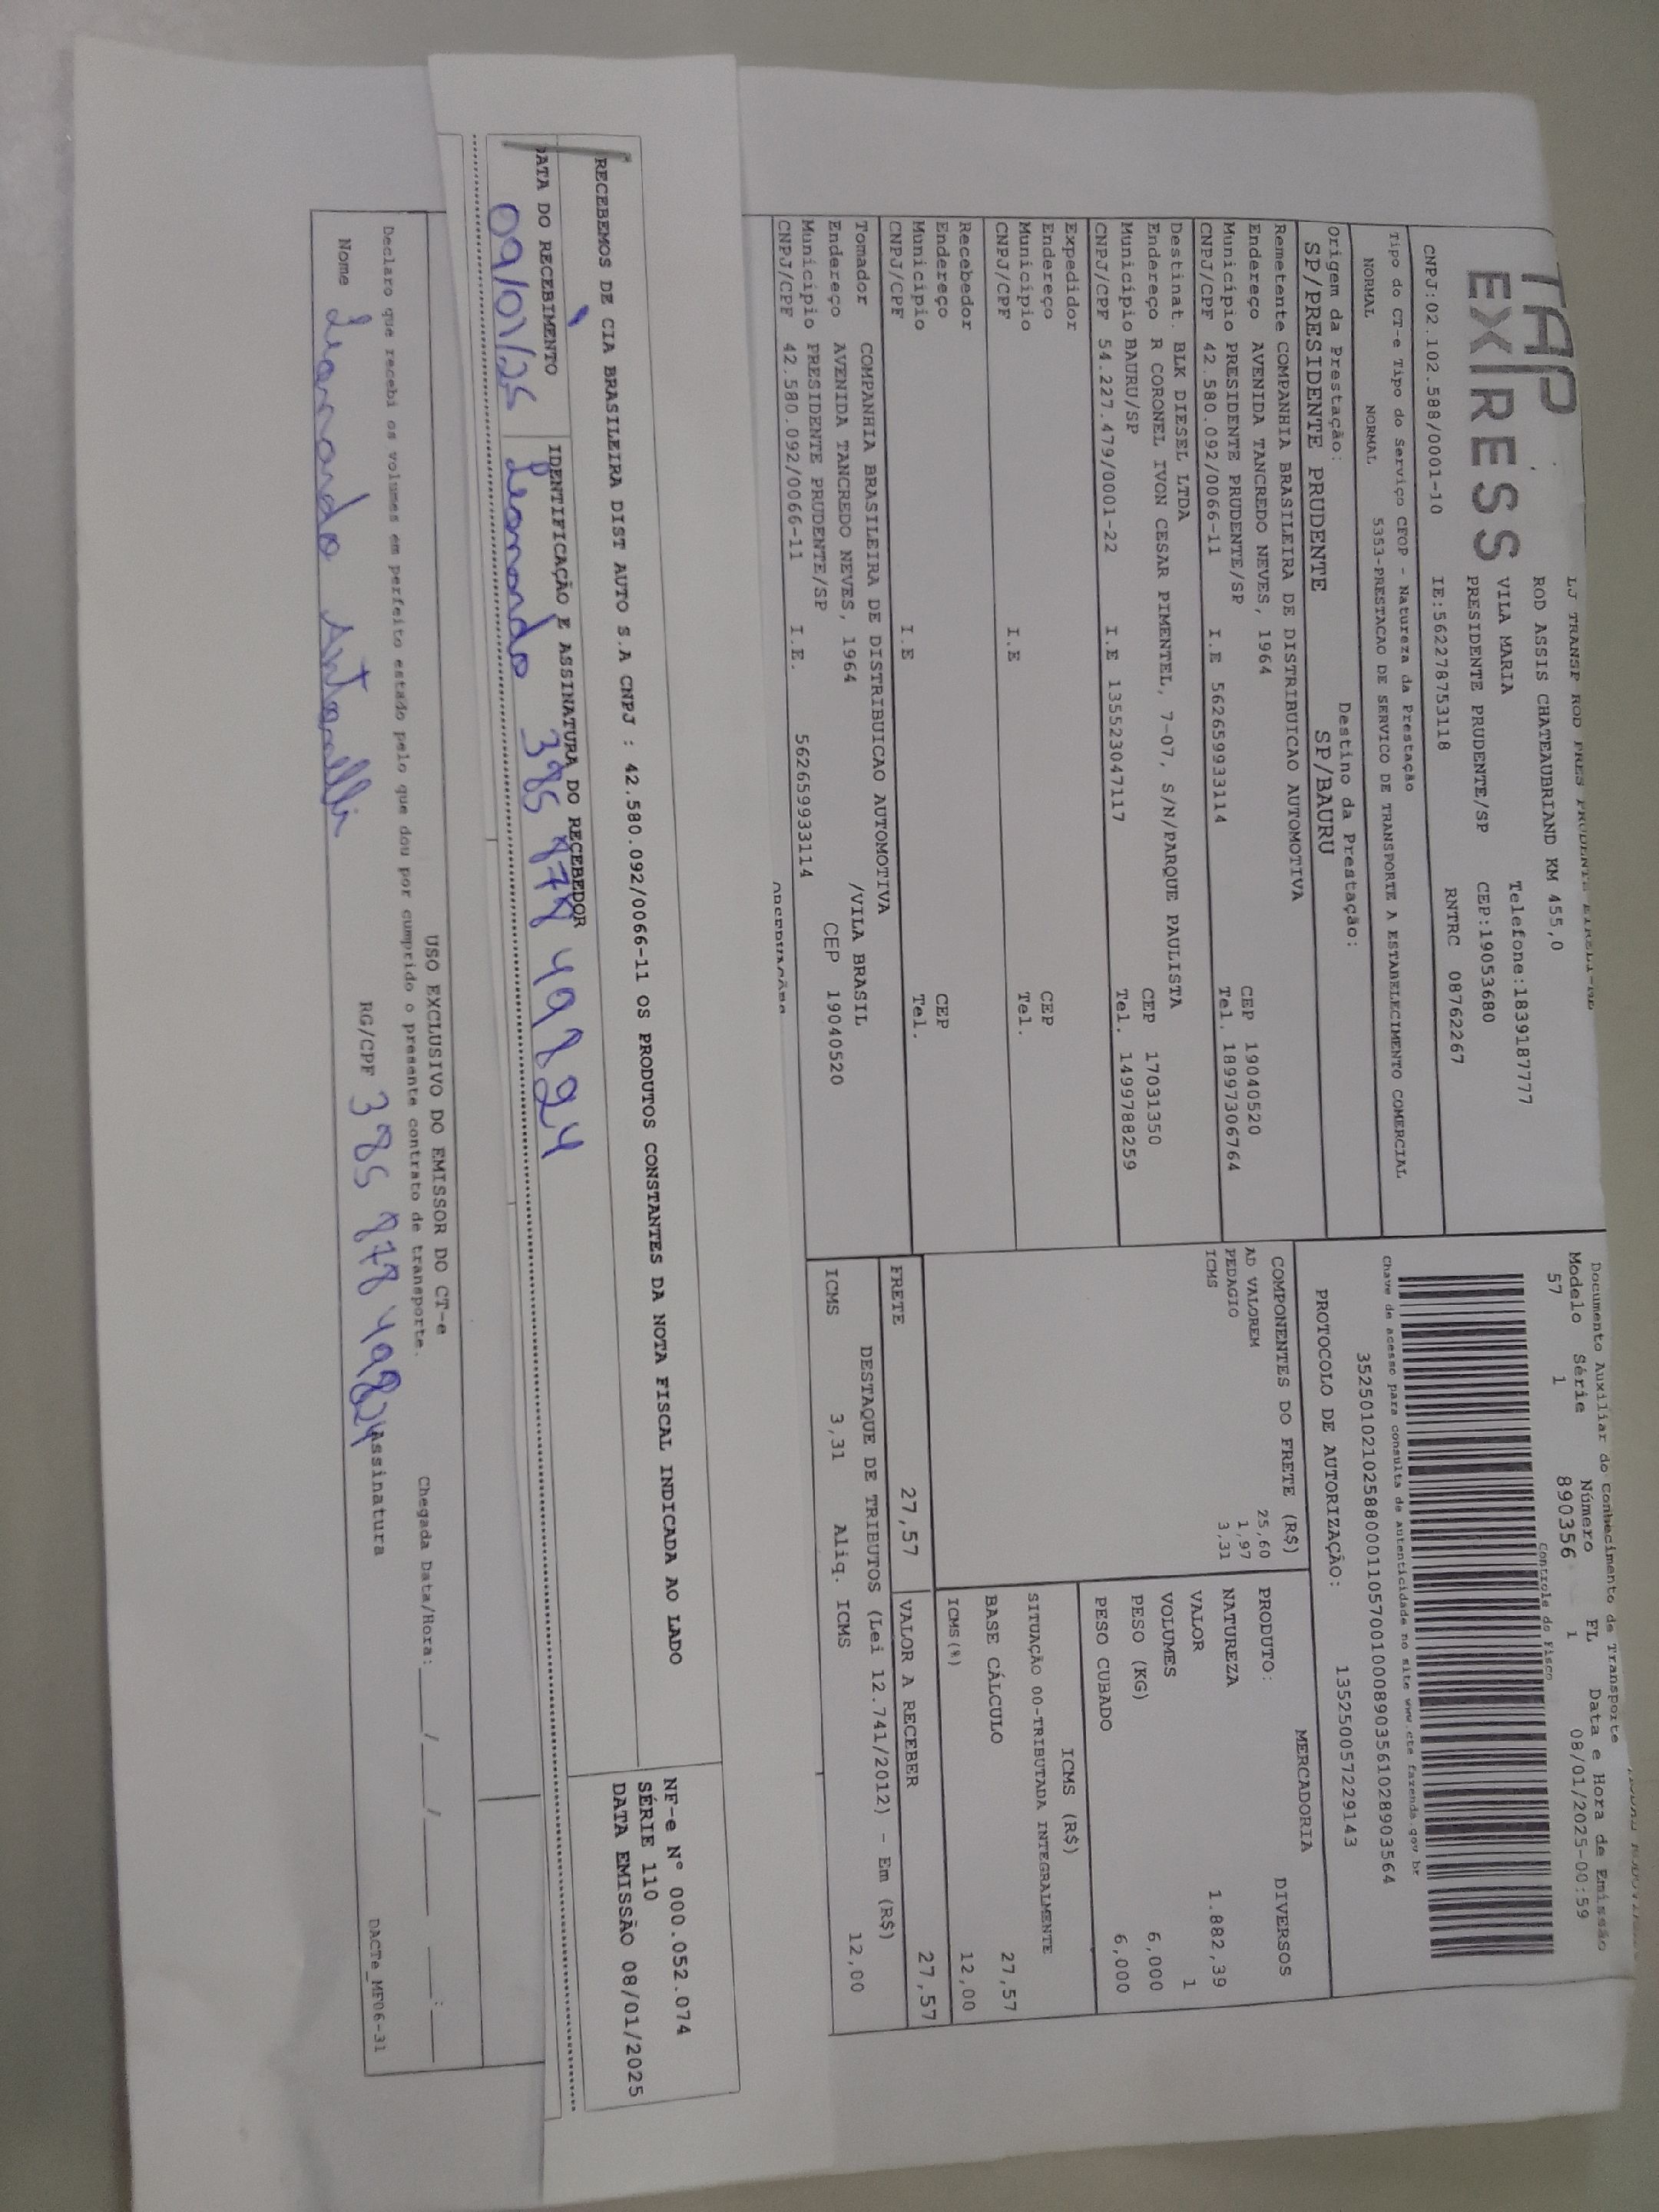 TAP
EXPRESS
LJ TRANSP ROD PRES PRUDENTE EIRELI-ME
ROD ASSIS CHATEAUBRIAND KM 455,0
VILA MARIA Telefone:1839187777
PRESIDENTE PRUDENTE/SP CEP:19053680
CNPJ:02.102.588/0001-10 IE:562278753118 RNTRC 08762267
Documento Auxiliar do Conhecimento de Transporte
Modelo Série Número FL Data e Hora de Emissão
57 1 890356 1 08/01/2025-00:59
Controle do Fisco
Chave de acesso para consulta de autenticidade no site www.cte.fazenda.gov.br
35250102102588000110570010008903561028903564
PROTOCOLO DE AUTORIZAÇÃO: 135250057229143
Tipo do CT-e Tipo do Serviço CFOP - Natureza da Prestação
NORMAL NORMAL 5353-PRESTACAO DE SERVICO DE TRANSPORTE A ESTABELECIMENTO COMERCIAL
Origem da Prestação: Destino da Prestação:
SP/PRESIDENTE PRUDENTE SP/BAURU
Remetente COMPANHIA BRASILEIRA DE DISTRIBUICAO AUTOMOTIVA
Endereço AVENIDA TANCREDO NEVES, 1964 CEP 19040520
Município PRESIDENTE PRUDENTE/SP Tel. 18997306764
CNPJ/CPF 42.580.092/0066-11 I.E 562659933114
Destinat. BLK DIESEL LTDA
Endereço R CORONEL IVON CESAR PIMENTEL, 7-07, S/N/PARQUE PAULISTA
Município BAURU/SP CEP 17031350
CNPJ/CPF 54.227.479/0001-22 I.E 135523047117 Tel. 14997888259
Expedidor
Endereço CEP
Município Tel.
CNPJ/CPF I.E
Recebedor
Endereço CEP
Município Tel.
CNPJ/CPF I.E
Tomador COMPANHIA BRASILEIRA DE DISTRIBUICAO AUTOMOTIVA
Endereço AVENIDA TANCREDO NEVES, 1964 /VILA BRASIL
Município PRESIDENTE PRUDENTE/SP CEP 19040520
CNPJ/CPF 42.580.092/0066-11 I.E. 562659933114
COMPONENTES DO FRETE (R$)
AD VALOREM 25,60
PEDAGIO 1,97
ICMS 3,31
MERCADORIA
PRODUTO: DIVERSOS
NATUREZA
VALOR 1.882,39
VOLUMES 1
PESO (KG) 6,000
PESO CUBADO 6,000
ICMS (R$)
SITUAÇÃO 00-TRIBUTADA INTEGRALMENTE
BASE CÁLCULO 27,57
ICMS(%) 12,00
FRETE 27,57 VALOR A RECEBER 27,57
DESTAQUE DE TRIBUTOS (Lei 12.741/2012) - Em (R$)
ICMS 3,31 Aliq. ICMS 12,00
OBSERVAÇÕES
RECEBEMOS DE CIA BRASILEIRA DIST AUTO S.A CNPJ : 42.580.092/0066-11 OS PRODUTOS CONSTANTES DA NOTA FISCAL INDICADA AO LADO
NF-e N° 000.052.074
SÉRIE 110
DATA EMISSÃO 08/01/2025
DATA DO RECEBIMENTO IDENTIFICAÇÃO E ASSINATURA DO RECEBEDOR
09/01/25 Leonardo 385 878 498 24
USO EXCLUSIVO DO EMISSOR DO CT-e
Declaro que recebi os volumes em perfeito estado pelo que dou por cumprido o presente contrato de transporte.
Chegada Data/Hora: ____/____/____ ___:___
Nome Leonardo Antonelli RG/CPF 385 878 498 24 Assinatura
DACTe_MF06-31